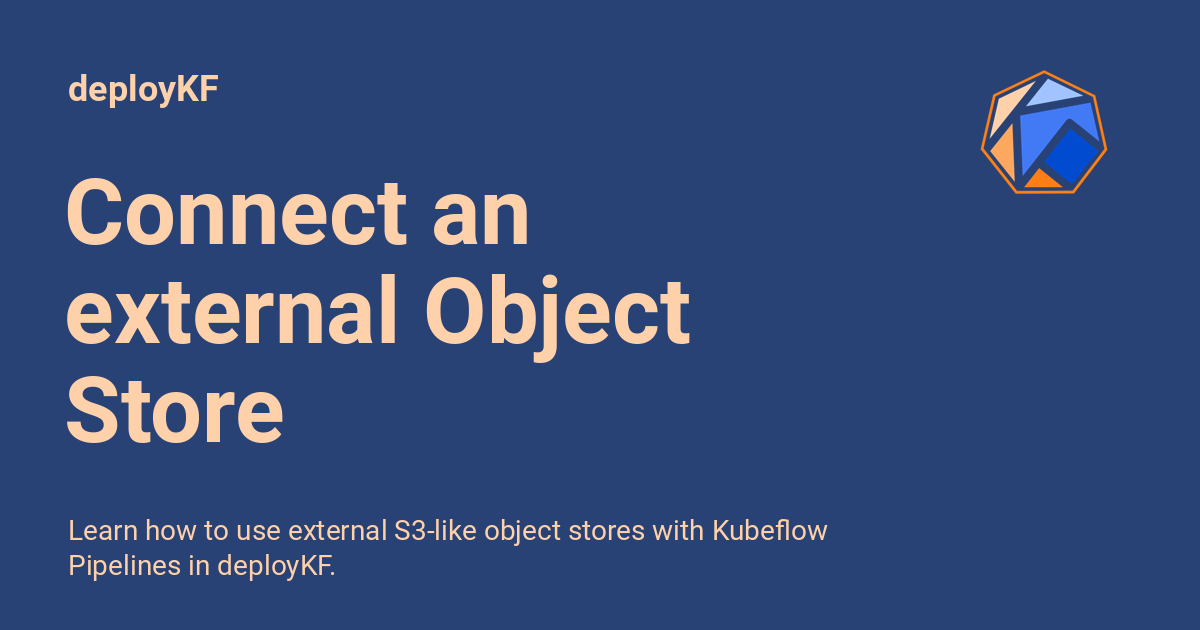 deployKF
Connect an
external Object
Store
Learn how to use external S3-like object stores with Kubeflow
Pipelines in deployKF.